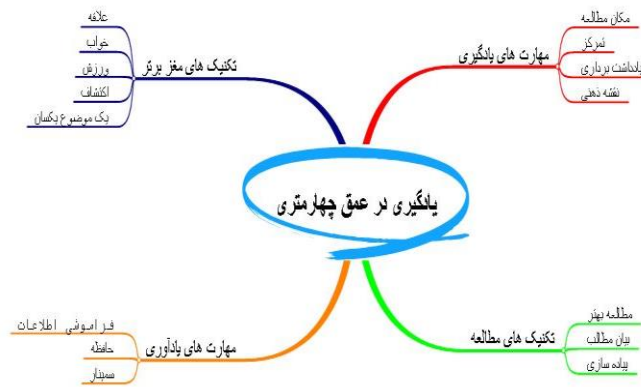 یادگیری در عمق چهارمتری
مهارت های یادگیری
مکان مطالعه
تمرکز
یادداشت برداری
نقشه ذهنی
تکنیک های مطالعه
مطالعه بهتر
بیان مطالب
پیاده سازی
مهارت های یادآوری
فراموشی اطلاعات
حافظه
سمینار
تکنیک های مغز برتر
علاقه
خواب
ورزش
اکتشاف
یک موضوع یکسان